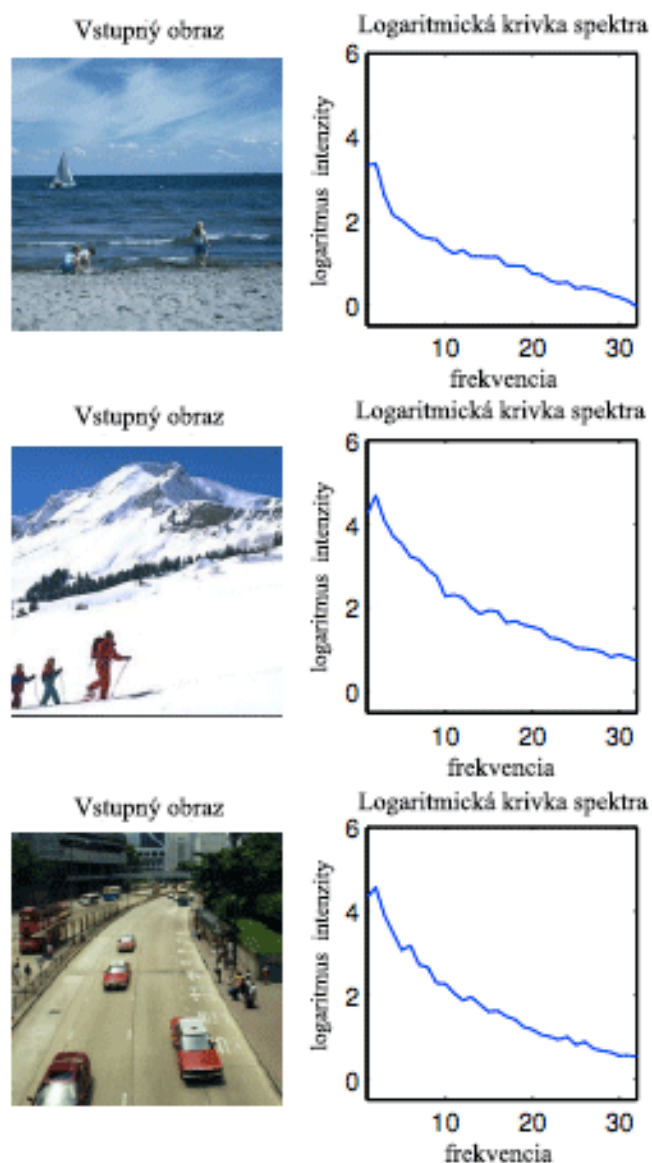 Vstupný obraz
Logaritmická krivka spektra
6
4
2
0
logaritmus intenzity
10 20 30
frekvencia
Vstupný obraz
Logaritmická krivka spektra
6
4
2
0
logaritmus intenzity
10 20 30
frekvencia
Vstupný obraz
Logaritmická krivka spektra
6
4
2
0
logaritmus intenzity
10 20 30
frekvencia